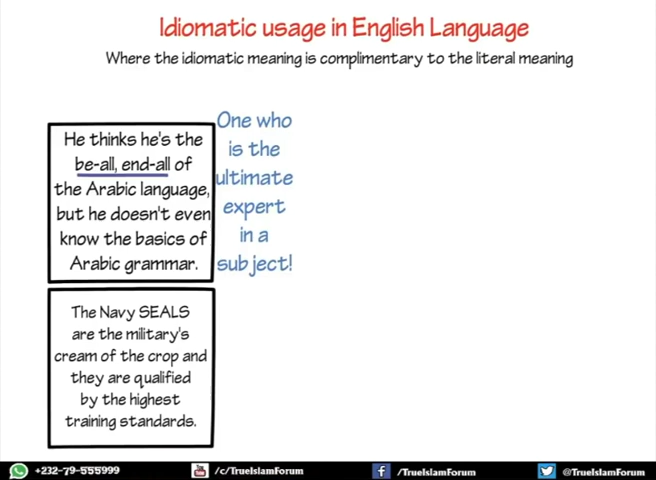 Idiomatic usage in English Language
Where the idiomatic meaning is complimentary to the literal meaning
He thinks he's the
be-all, end-all of
the Arabic language,
but he doesn't even
know the basics of
Arabic grammar.
One who
is the
ultimate
expert
in a
subject!
The Navy SEALS
are the military's
cream of the crop and
they are qualified
by the highest
training standards.
+232-79-555999
/c/TrueIslamForum
/TrueIslamForum
@TrueIslamForum